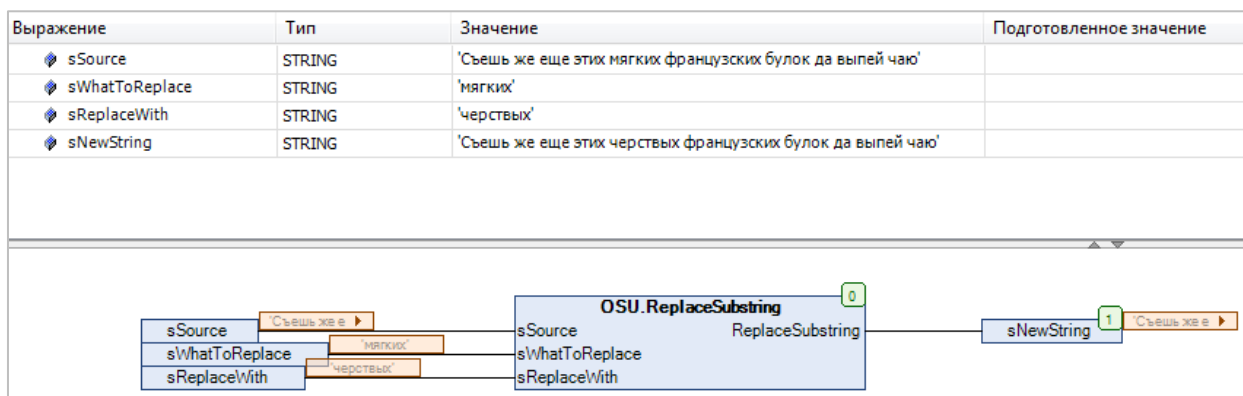 Выражение Тип Значение Подготовленное значение
sSource STRING 'Съешь же еще этих мягких французских булок да выпей чаю'
sWhatToReplace STRING 'мягких'
sReplaceWith STRING 'черствых'
sNewString STRING 'Съешь же еще этих черствых французских булок да выпей чаю'
0
OSU.ReplaceSubstring
sSource 'Съешь же е sSource ReplaceSubstring sNewString 1 'Съешь же е
sWhatToReplace 'мягких' sWhatToReplace
sReplaceWith 'черствых' sReplaceWith